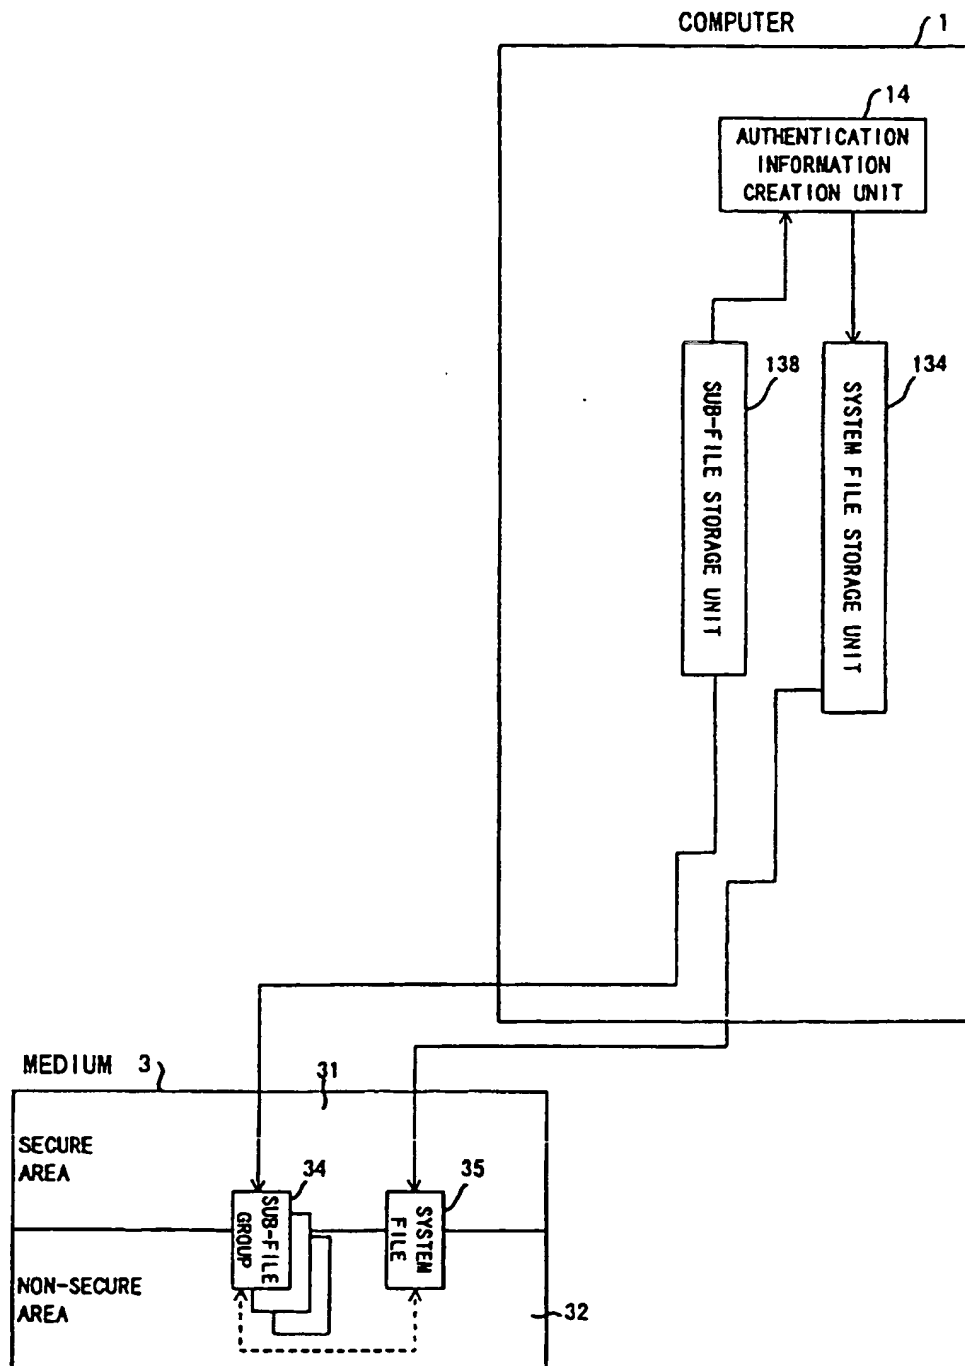 COMPUTER 1
14
AUTHENTICATION
INFORMATION
CREATION UNIT
138
134
SUB-FILE STORAGE UNIT
SYSTEM FILE STORAGE UNIT
MEDIUM 3
31
SECURE
AREA
34
35
SUB-FILE
GROUP
SYSTEM
FILE
NON-SECURE
AREA
32